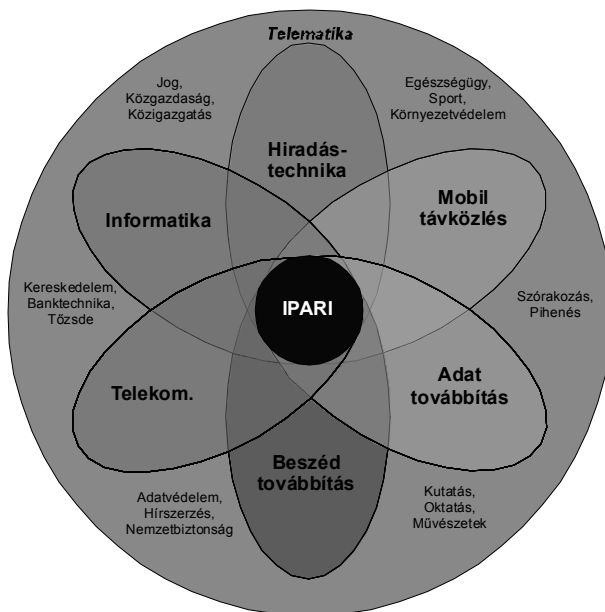 Telematika
Jog,
Közgazdaság,
Közigazgatás
Egészségügy,
Sport,
Környezetvédelem
Hiradás-
technika
Mobil
távközlés
Informatika
Kereskedelem,
Banktechnika,
Tőzsde
IPARI
Szórakozás,
Pihenés
Telekom.
Adat
továbbítás
Beszéd
továbbítás
Adatvédelem,
Hírszerzés,
Nemzetbiztonság
Kutatás,
Oktatás,
Művészetek